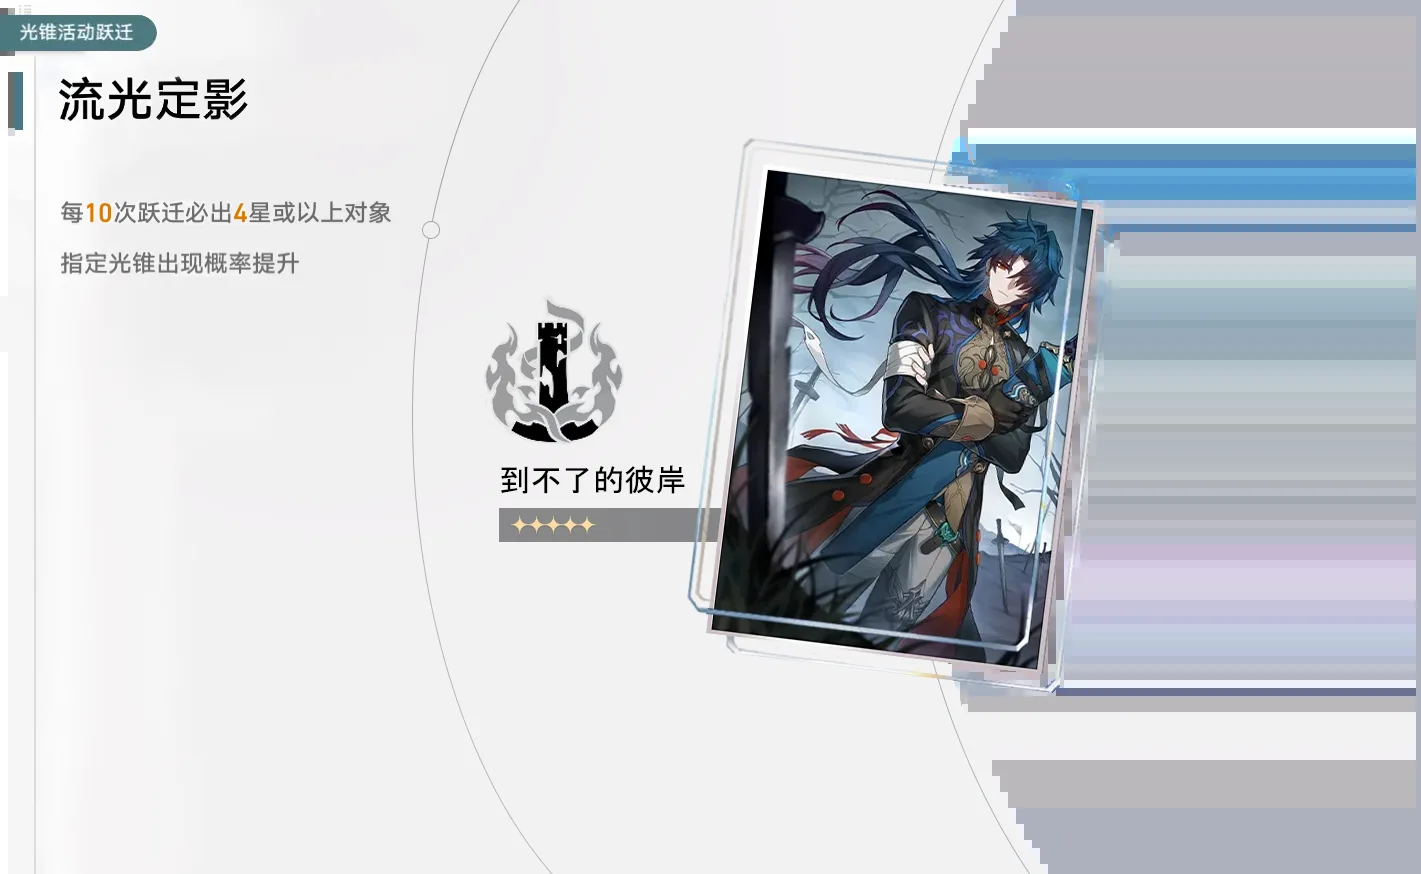 光锥活动跃迁
流光定影
每10次跃迁必出4星或以上对象
指定光锥出现概率提升
到不了的彼岸